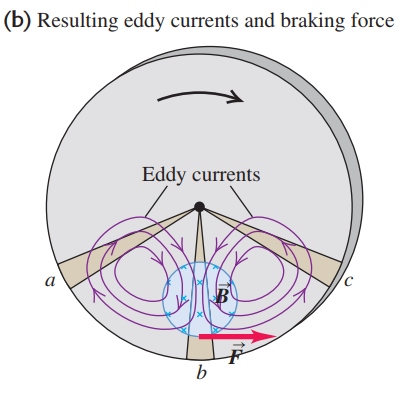 (b) Resulting eddy currents and braking force
Eddy currents
a
c
B⃗
F⃗
b